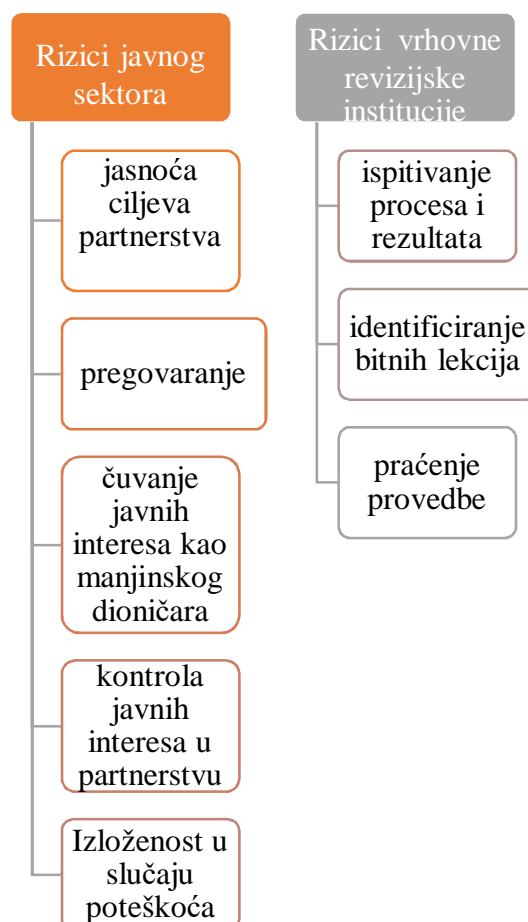 Rizici javnog
sektora
jasnoća
ciljeva
partnerstva
pregovaranje
čuvanje
javnih
interesa kao
manjinskog
dioničara
kontrola
javnih
interesa u
partnerstvu
Izloženost u
slučaju
poteškoća
Rizici vrhovne
revizijske
institucije
ispitivanje
procesa i
rezultata
identificiranje
bitnih lekcija
praćenje
provedbe